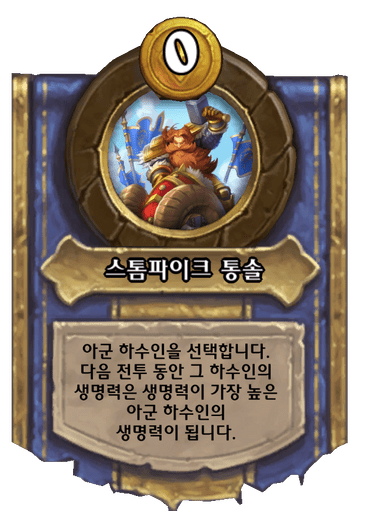 0
스톰파이크 통솔
아군 하수인을 선택합니다.
다음 전투 동안 그 하수인의
생명력은 생명력이 가장 높은
아군 하수인의
생명력이 됩니다.